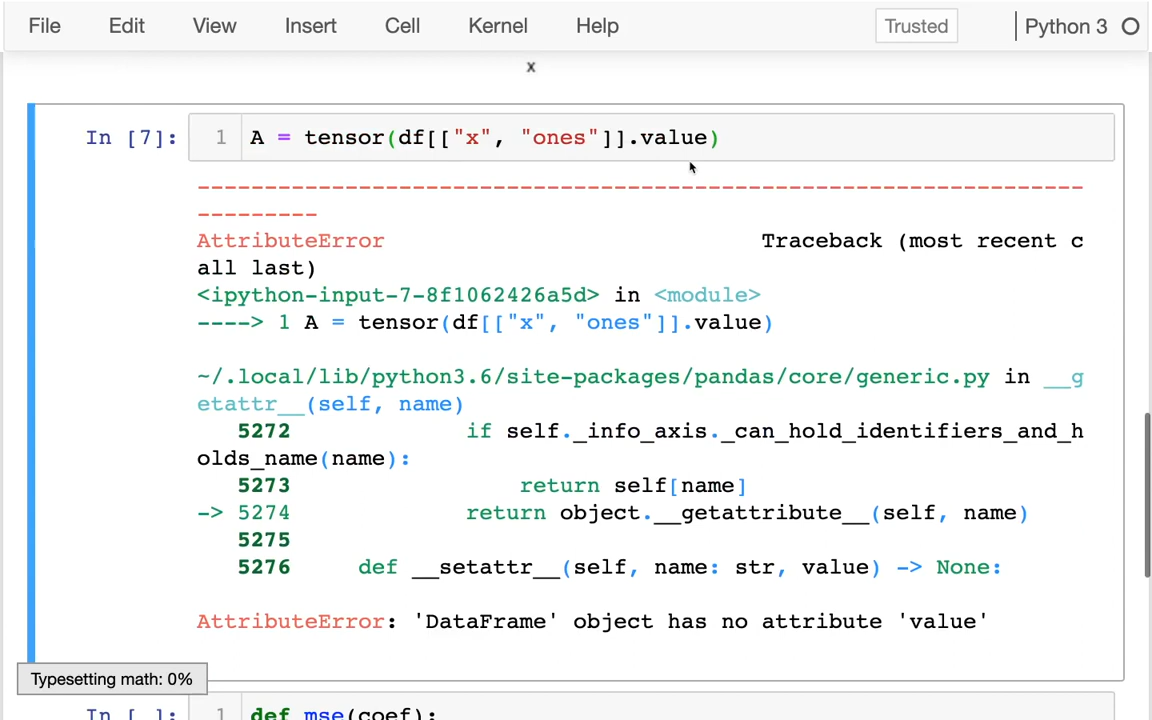 File Edit View Insert Cell Kernel Help Trusted Python 3
x
In [7]: 1 A = tensor(df[["x", "ones"]].value)
---------------------------------------------------------------------------
AttributeError Traceback (most recent c
all last)
<ipython-input-7-8f1062426a5d> in <module>
----> 1 A = tensor(df[["x", "ones"]].value)
~/.local/lib/python3.6/site-packages/pandas/core/generic.py in __g
etattr__(self, name)
5272 if self._info_axis._can_hold_identifiers_and_h
olds_name(name):
5273 return self[name]
-> 5274 return object.__getattribute__(self, name)
5275
5276 def __setattr__(self, name: str, value) -> None:
AttributeError: 'DataFrame' object has no attribute 'value'
Typesetting math: 0%
In [ ]: 1 def mse(coef):